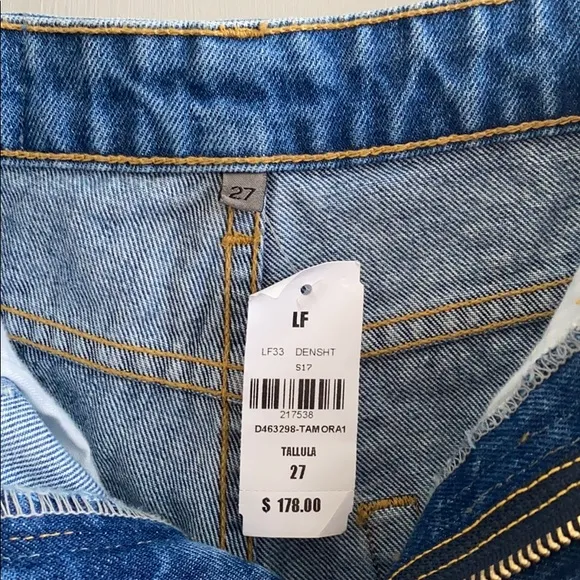 27
LF
LF33 DENSHT
S17
217538
D463298-TAMORA1
TALLULA
27
$ 178.00